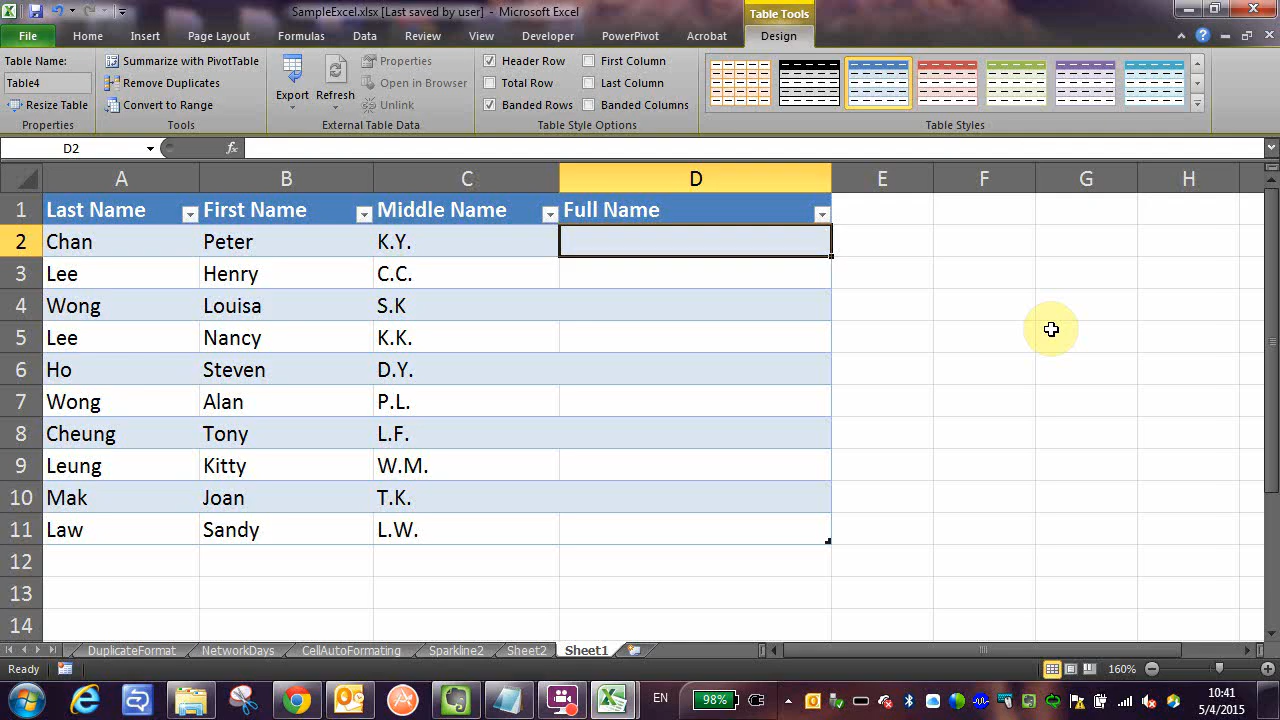 SampleExcel.xlsx [Last saved by user] - Microsoft Excel
Table Tools
File Home Insert Page Layout Formulas Data Review View Developer PowerPivot Acrobat Design
Table Name: Summarize with PivotTable Properties Header Row First Column
Table4 Remove Duplicates Open in Browser Total Row Last Column
Resize Table Convert to Range Export Refresh Unlink Banded Rows Banded Columns
Properties Tools External Table Data Table Style Options Table Styles
D2 fx
A B C D E F G H
1 Last Name First Name Middle Name Full Name
2 Chan Peter K.Y.
3 Lee Henry C.C.
4 Wong Louisa S.K
5 Lee Nancy K.K.
6 Ho Steven D.Y.
7 Wong Alan P.L.
8 Cheung Tony L.F.
9 Leung Kitty W.M.
10 Mak Joan T.K.
11 Law Sandy L.W.
12
13
14
DuplicateFormat NetworkDays CellAutoFormating Sparkline2 Sheet2 Sheet1
Ready 160%
EN 98% 10:41
5/4/2015